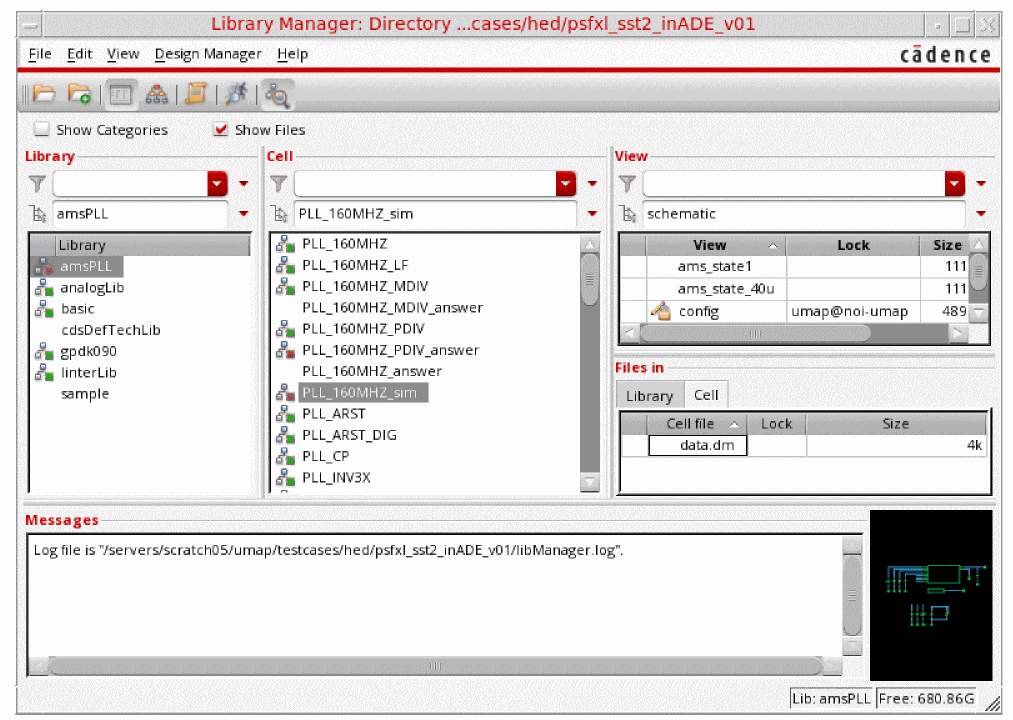 Library Manager: Directory ...cases/hed/psfxl_sst2_inADE_v01
File Edit View Design Manager Help
cādence
Show Categories Show Files
Library Cell View
amsPLL PLL_160MHZ_sim schematic
Library
amsPLL
analogLib
basic
cdsDefTechLib
gpdk090
linterLib
sample
PLL_160MHZ
PLL_160MHZ_LF
PLL_160MHZ_MDIV
PLL_160MHZ_MDIV_answer
PLL_160MHZ_PDIV
PLL_160MHZ_PDIV_answer
PLL_160MHZ_answer
PLL_160MHZ_sim
PLL_ARST
PLL_ARST_DIG
PLL_CP
PLL_INV3X
View Lock Size
ams_state1 111
ams_state_40u 111
config umap@noi-umap 489
Files in
Library Cell
Cell file Lock Size
data.dm 4k
Messages
Log file is "/servers/scratch05/umap/testcases/hed/psfxl_sst2_inADE_v01/libManager.log".
Lib: amsPLL Free: 680.86G